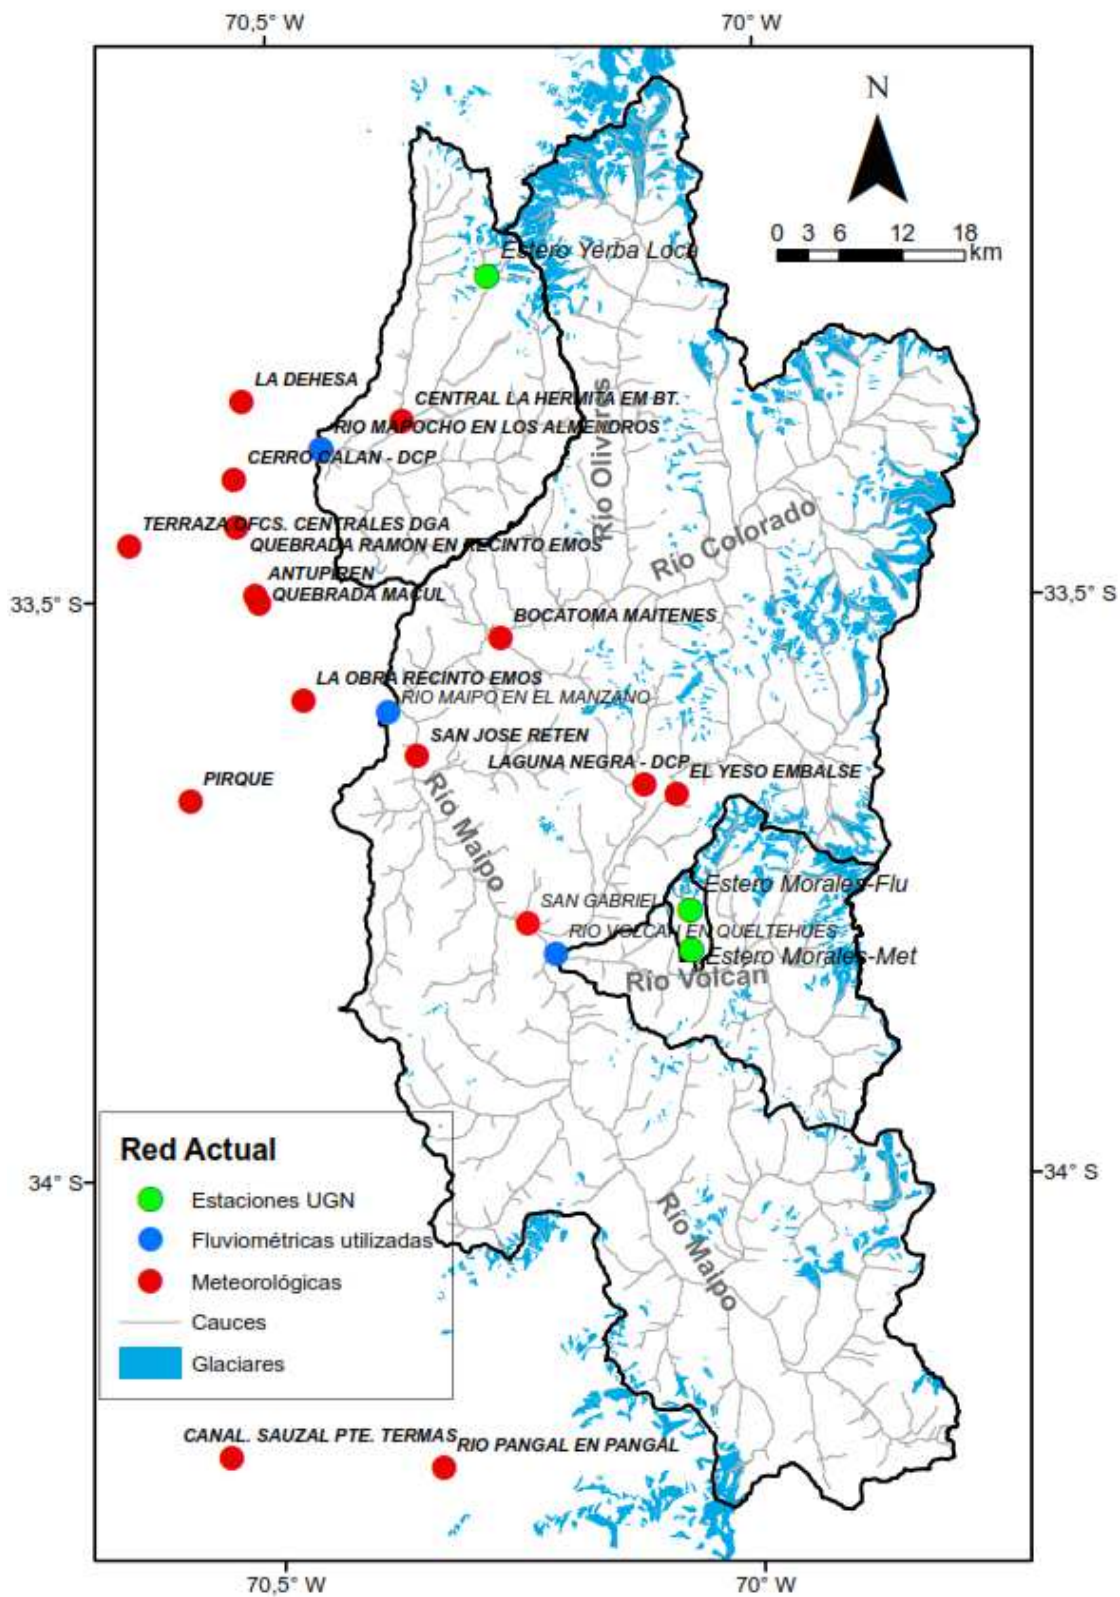 70,5° W
70° W
N
0 3 6 12 18
km
Estero Yerba Loca
LA DEHESA
CENTRAL LA HERMITA EM BT.
RIO MAPOCHO EN LOS ALMENDROS
CERRO CALAN - DCP
Río Olivares
TERRAZA OFCS. CENTRALES DGA
QUEBRADA RAMON EN RECINTO EMOS
Río Colorado
ANTUPIREN
QUEBRADA MACUL
33,5° S
33,5° S
BOCATOMA MAITENES
LA OBRA RECINTO EMOS
RIO MAIPO EN EL MANZANO
SAN JOSE RETEN
LAGUNA NEGRA - DCP
EL YESO EMBALSE
PIRQUE
Río Maipo
Estero Morales-Flu
SAN GABRIEL
RIO VOLCAN EN QUELTEHUES
Estero Morales-Met
Río Volcán
Red Actual
34° S
34° S
Estaciones UGN
Fluviométricas utilizadas
Río Maipo
Meteorológicas
Cauces
Glaciares
CANAL. SAUZAL PTE. TERMAS
RIO PANGAL EN PANGAL
70,5° W
70° W